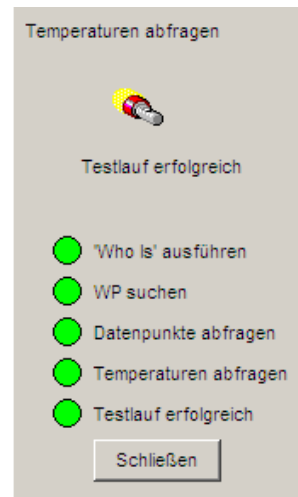 Temperaturen abfragen
Testlauf erfolgreich
'Who Is' ausführen
WP suchen
Datenpunkte abfragen
Temperaturen abfragen
Testlauf erfolgreich
Schließen